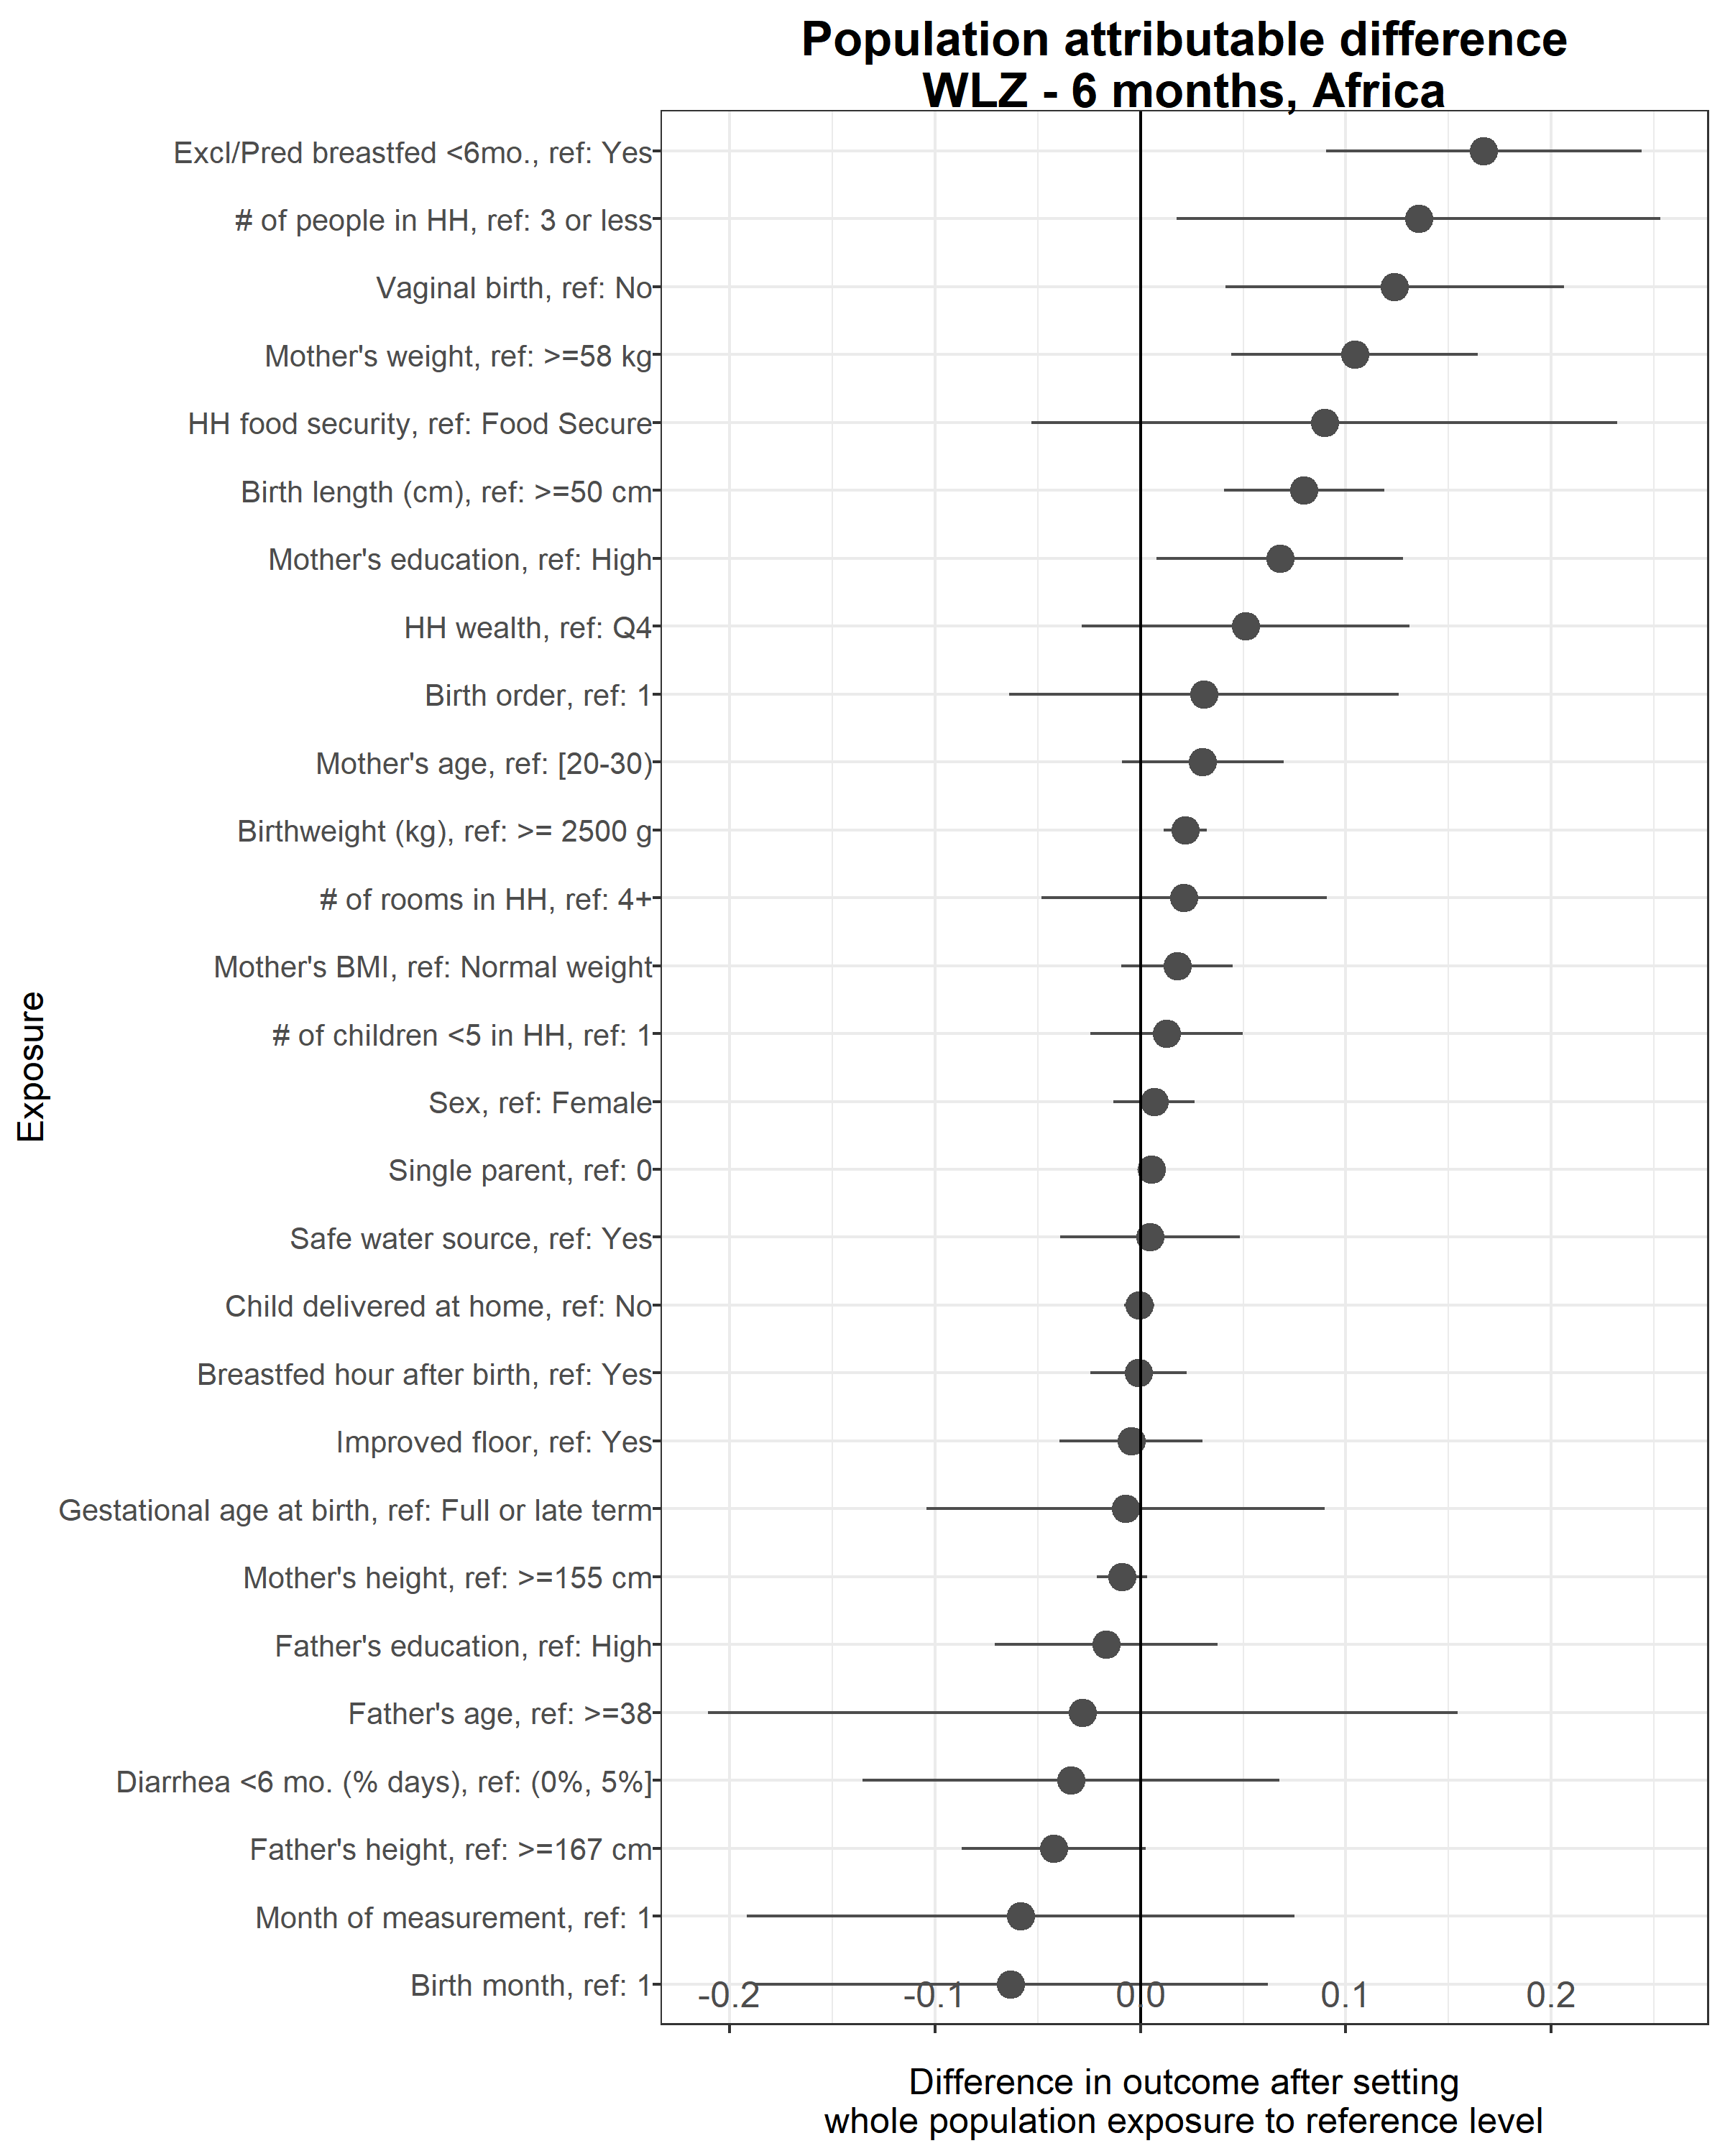 Population attributable difference
WLZ - 6 months, Africa
Excl/Pred breastfed <6mo., ref: Yes
# of people in HH, ref: 3 or less
Vaginal birth, ref: No
Mother's weight, ref: >=58 kg
HH food security, ref: Food Secure
Birth length (cm), ref: >=50 cm
Mother's education, ref: High
HH wealth, ref: Q4
Birth order, ref: 1
Mother's age, ref: [20-30)
Birthweight (kg), ref: >= 2500 g
# of rooms in HH, ref: 4+
Mother's BMI, ref: Normal weight
# of children <5 in HH, ref: 1
Sex, ref: Female
Single parent, ref: 0
Safe water source, ref: Yes
Child delivered at home, ref: No
Breastfed hour after birth, ref: Yes
Improved floor, ref: Yes
Gestational age at birth, ref: Full or late term
Mother's height, ref: >=155 cm
Father's education, ref: High
Father's age, ref: >=38
Diarrhea <6 mo. (% days), ref: (0%, 5%]
Father's height, ref: >=167 cm
Month of measurement, ref: 1
Birth month, ref: 1
Exposure
-0.2 -0.1 0.0 0.1 0.2
Difference in outcome after setting
whole population exposure to reference level